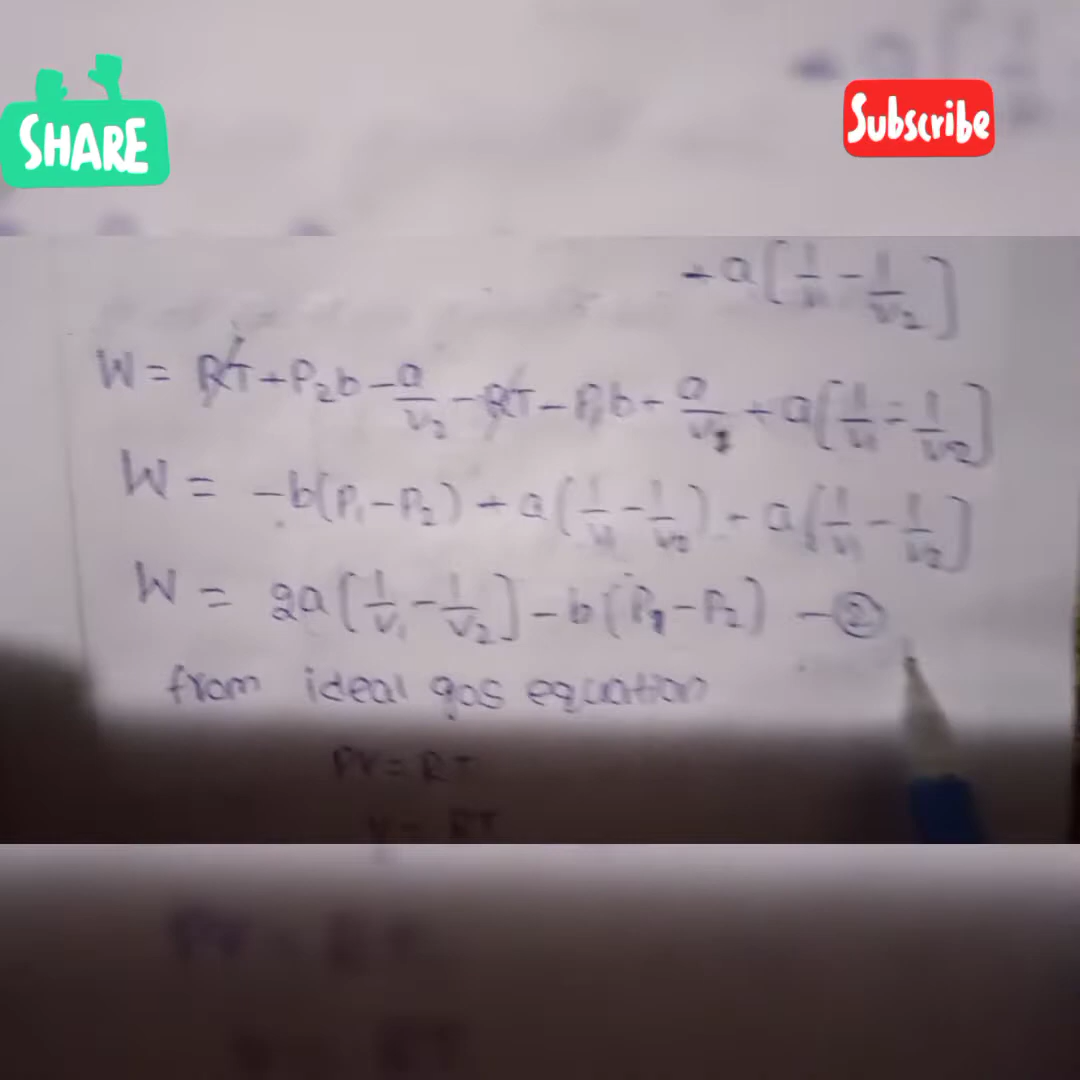 SHARE
Subscribe
+ a[1/V1 - 1/V2]
W = RT + P2b - a/V2 - RT - P1b - a/V1 + a[1/V1 = 1/V2]
W = -b(P1-P2) + a(1/V1 - 1/V2) - a[1/V1 - 1/V2]
W = 2a[1/V1 - 1/V2] - b(P1-P2) -②
from ideal gas equation
PV = RT
V = RT